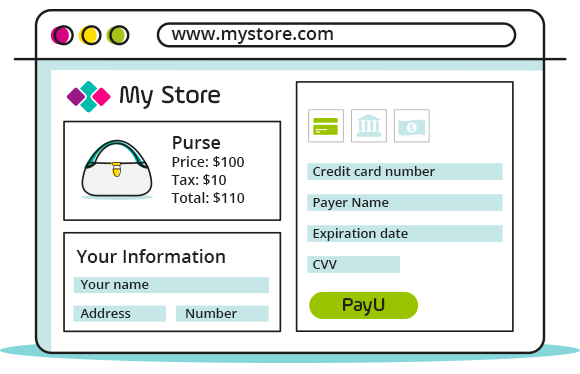 www.mystore.com
My Store
Purse
Price: $100
Tax: $10
Total: $110
Your Information
Your name
Address
Number
$
Credit card number
Payer Name
Expiration date
CVV
PayU